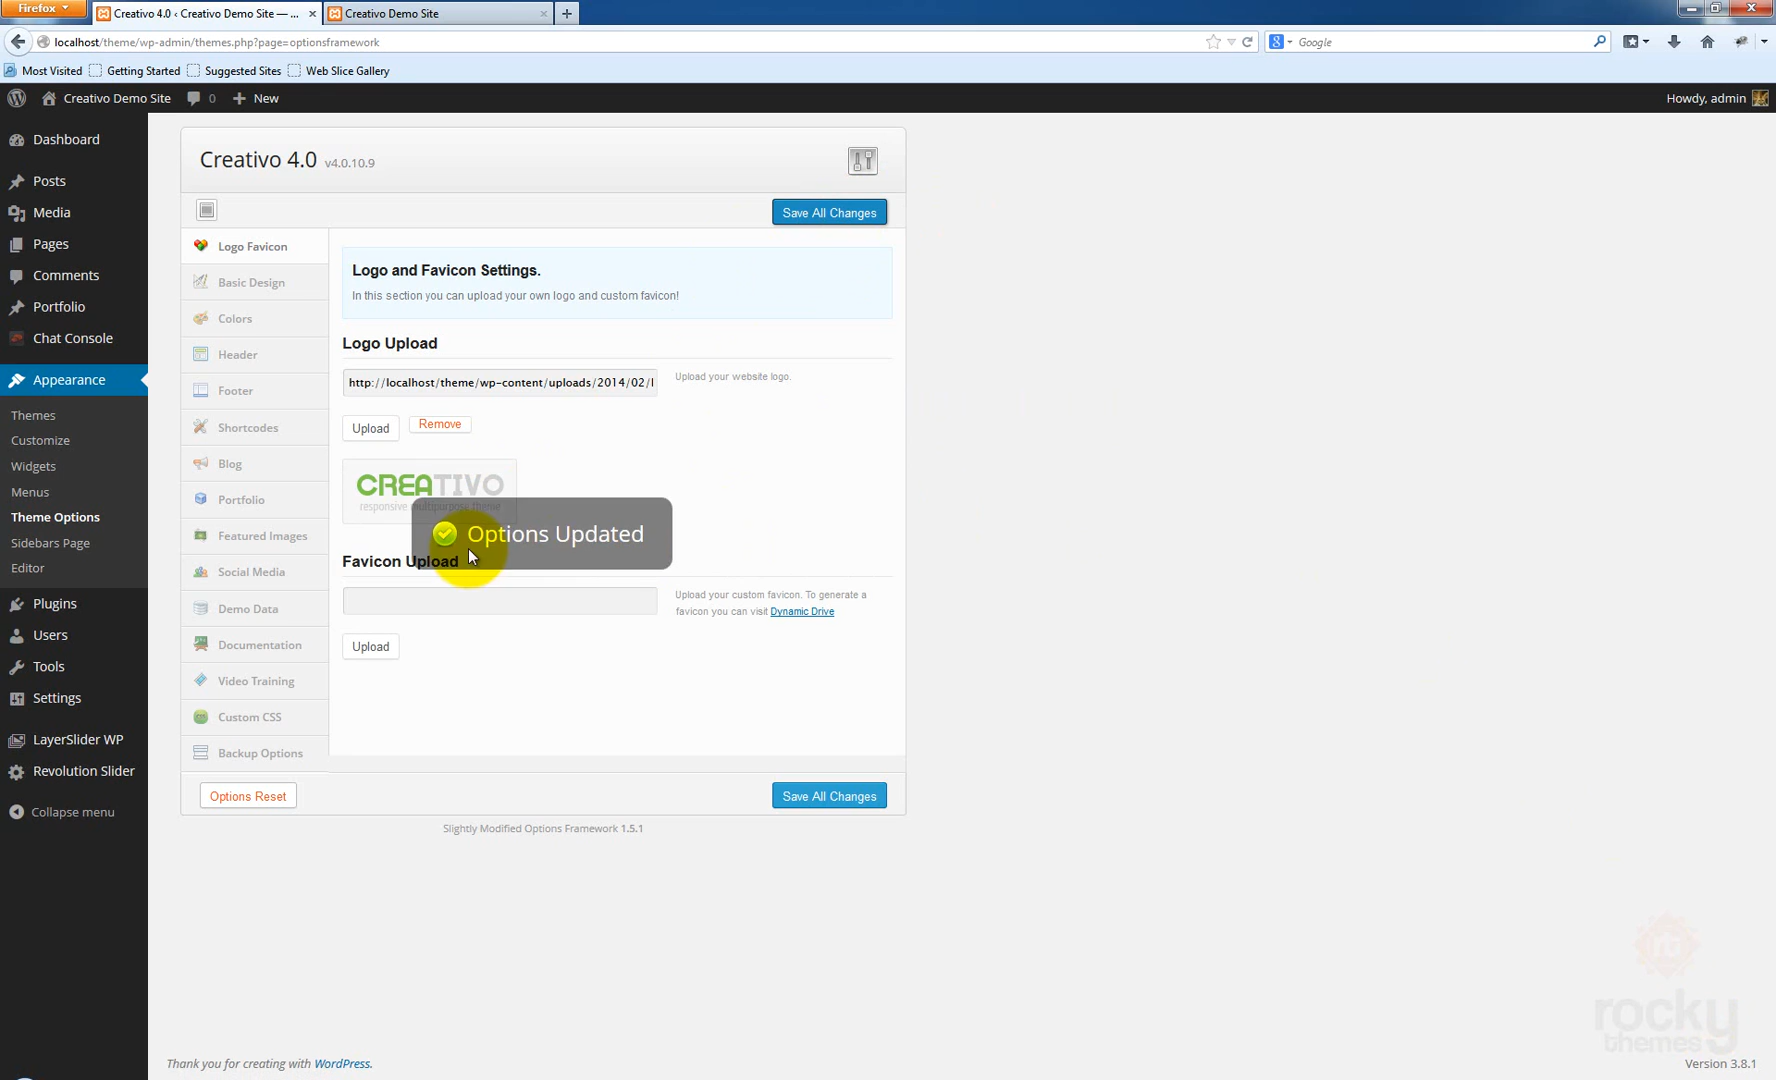 Firefox
Creativo 4.0 ‹ Creativo Demo Site — ...
Creativo Demo Site
localhost/theme/wp-admin/themes.php?page=optionsframework
Google
Most Visited
Getting Started
Suggested Sites
Web Slice Gallery
Creativo Demo Site
0
New
Howdy, admin
Dashboard
Posts
Media
Pages
Comments
Portfolio
Chat Console
Appearance
Themes
Customize
Widgets
Menus
Theme Options
Sidebars Page
Editor
Plugins
Users
Tools
Settings
LayerSlider WP
Revolution Slider
Collapse menu
Creativo 4.0 v4.0.10.9
Save All Changes
Logo Favicon
Basic Design
Colors
Header
Footer
Shortcodes
Blog
Portfolio
Featured Images
Social Media
Demo Data
Documentation
Video Training
Custom CSS
Backup Options
Logo and Favicon Settings.
In this section you can upload your own logo and custom favicon!
Logo Upload
http://localhost/theme/wp-content/uploads/2014/02/l
Upload your website logo.
Upload
Remove
CREATIVO
responsive multipurpose theme
Options Updated
Favicon Upload
Upload your custom favicon. To generate a
favicon you can visit Dynamic Drive
Upload
Options Reset
Save All Changes
Slightly Modified Options Framework 1.5.1
rocky
themes
Thank you for creating with WordPress.
Version 3.8.1